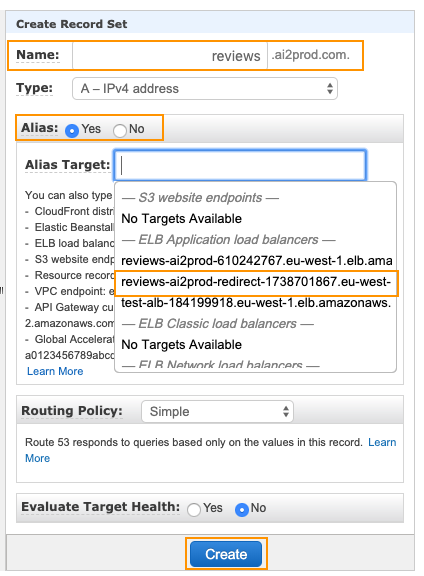 Create Record Set
Name: reviews .ai2prod.com.
Type: A – IPv4 address
Alias: Yes No
Alias Target:
You can also type
- CloudFront distr
- Elastic Beanstal
- ELB load balanc
- S3 website endp
- Resource recor
- VPC endpoint: e
- API Gateway cu
2.amazonaws.com
- Global Accelerat
a0123456789abcd
Learn More
— S3 website endpoints —
No Targets Available
— ELB Application load balancers —
reviews-ai2prod-610242767.eu-west-1.elb.ama
reviews-ai2prod-redirect-1738701867.eu-west-
test-alb-184199918.eu-west-1.elb.amazonaws.
— ELB Classic load balancers —
No Targets Available
— ELB Network load balancers —
Routing Policy: Simple
Route 53 responds to queries based only on the values in this record. Learn
More
Evaluate Target Health: Yes No
Create